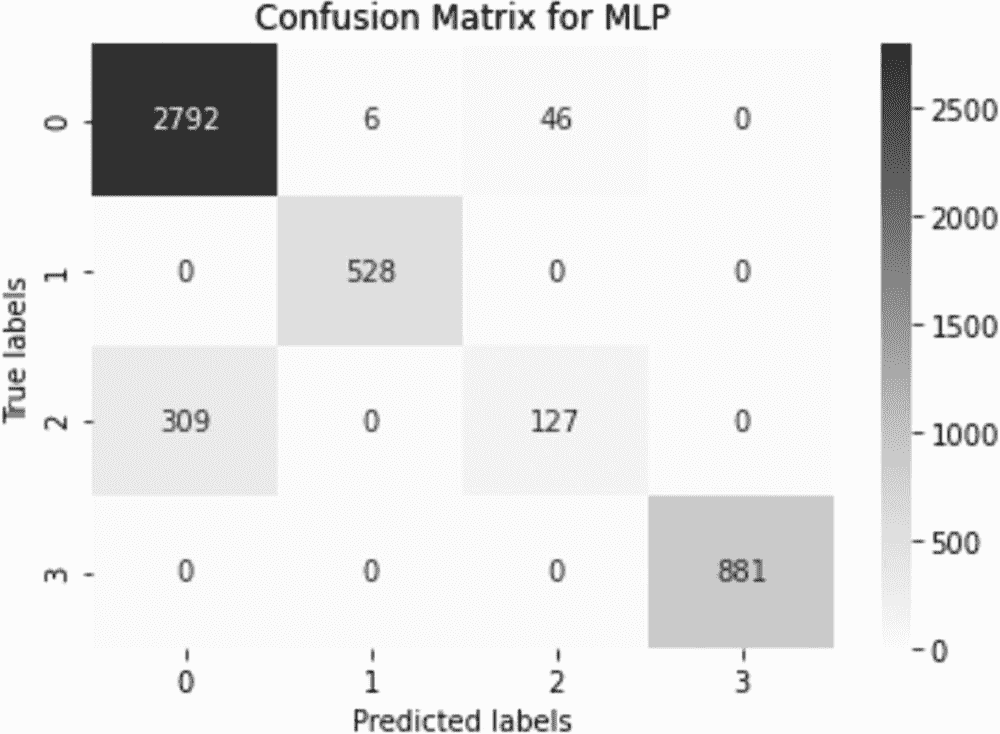 Confusion Matrix for MLP
0 2792 6 46 0 2500
2000
1 0 528 0 0
1500
True labels
2 309 0 127 0 1000
500
3 0 0 0 881
0
0 1 2 3
Predicted labels